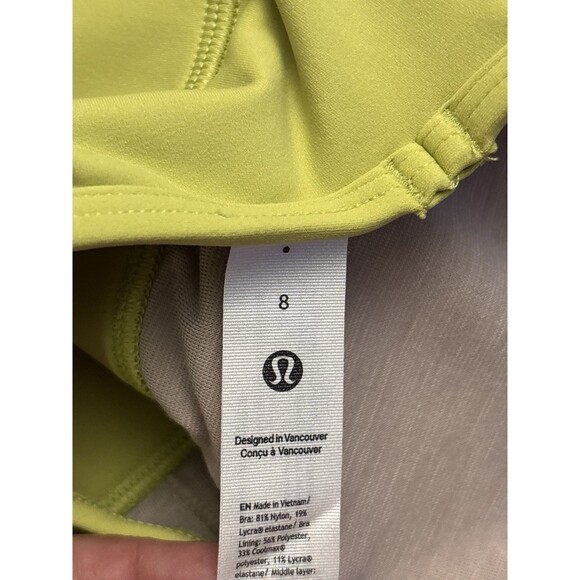 8
Designed in Vancouver
Conçu à Vancouver
EN Made in Vietnam/
Bra: 81% Nylon, 19%
Lycra® elastane/ Bra
Lining: 56% Polyester,
33% Coolmax®
polyester, 11% Lycra®
elastane/ Middle layer: